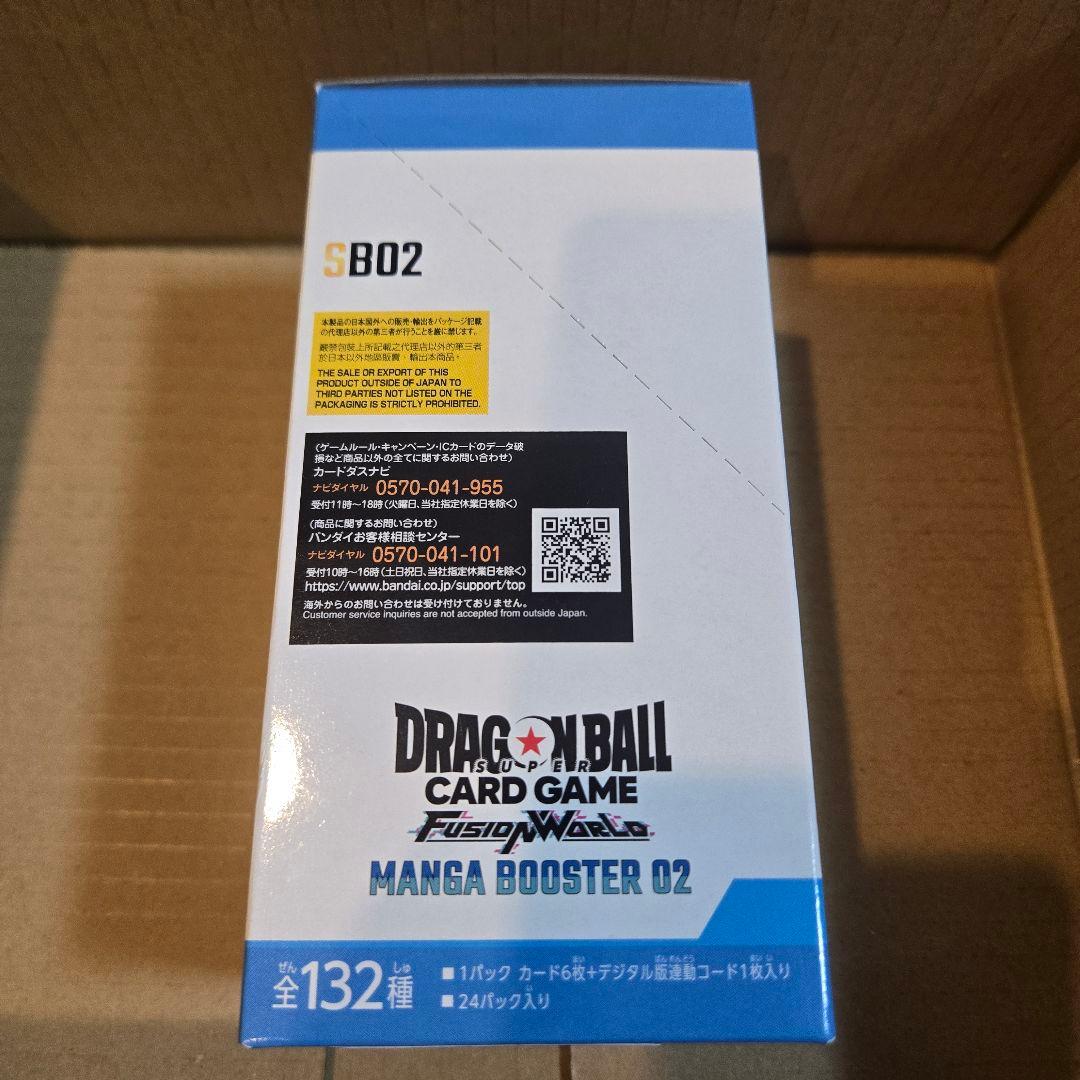 SB02
本製品の日本国外への販売・輸出をパッケージ記載
の代理店以外の第三者が行うことを厳に禁じます。
嚴禁包裝上所記載之代理店以外的第三者
於日本以外地區販賣、輸出本商品。
THE SALE OR EXPORT OF THIS
PRODUCT OUTSIDE OF JAPAN TO
THIRD PARTIES NOT LISTED ON THE
PACKAGING IS STRICTLY PROHIBITED.
(ゲームルール・キャンペーン・ICカードのデータ破
損など商品以外の全てに関するお問い合わせ)
カードダスナビ
ナビダイヤル 0570-041-955
受付11時〜18時(火曜日、当社指定休業日を除く)
(商品に関するお問い合わせ)
バンダイお客様相談センター
ナビダイヤル 0570-041-101
受付10時〜16時(土日祝日、当社指定休業日を除く)
https://www.bandai.co.jp/support/top
海外からのお問い合わせは受け付けておりません。
Customer service inquiries are not accepted from outside Japan.
DRAGON BALL
SUPER
CARD GAME
FUSION WORLD
MANGA BOOSTER 02
ぜん しゅ
全132種
まい ばんれんどう まい い
■1パック カード6枚+デジタル版連動コード1枚入り
い
■24パック入り